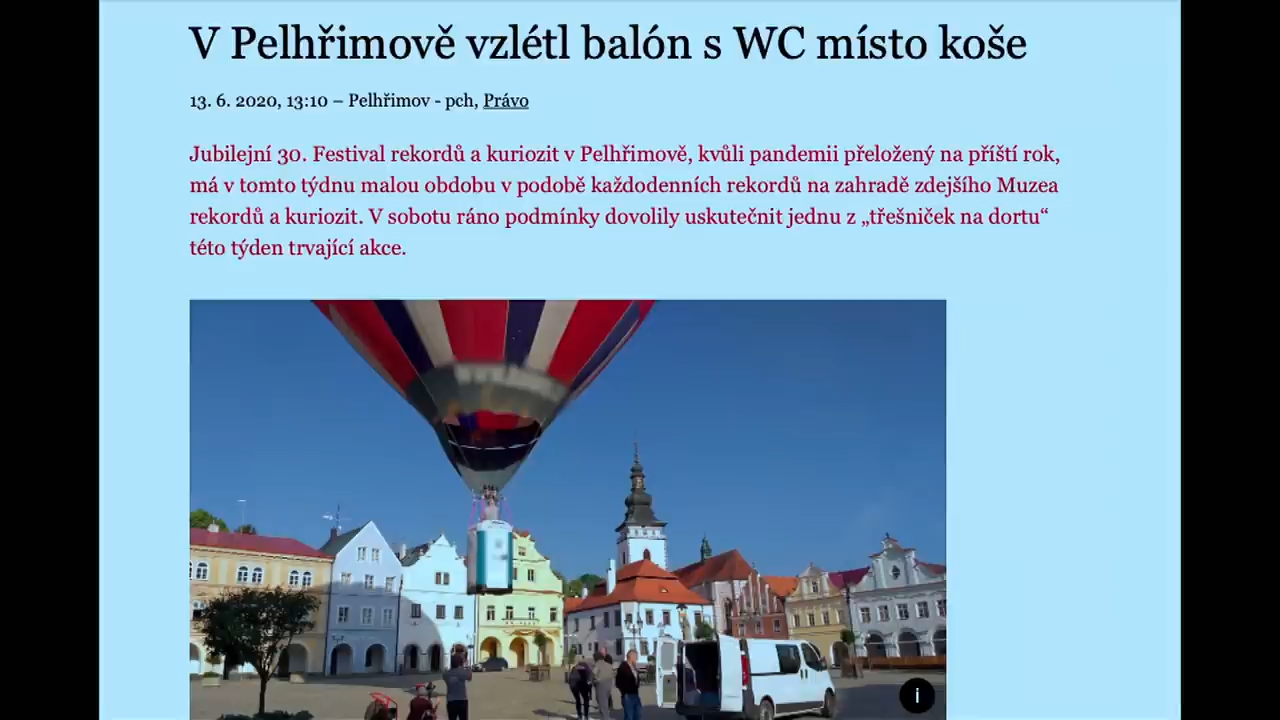 V Pelhřimově vzlétl balón s WC místo koše
13. 6. 2020, 13:10 – Pelhřimov - pch, Právo
Jubilejní 30. Festival rekordů a kuriozit v Pelhřimově, kvůli pandemii přeložený na příští rok,
má v tomto týdnu malou obdobu v podobě každodenních rekordů na zahradě zdejšího Muzea
rekordů a kuriozit. V sobotu ráno podmínky dovolily uskutečnit jednu z „třešniček na dortu“
této týden trvající akce.
i